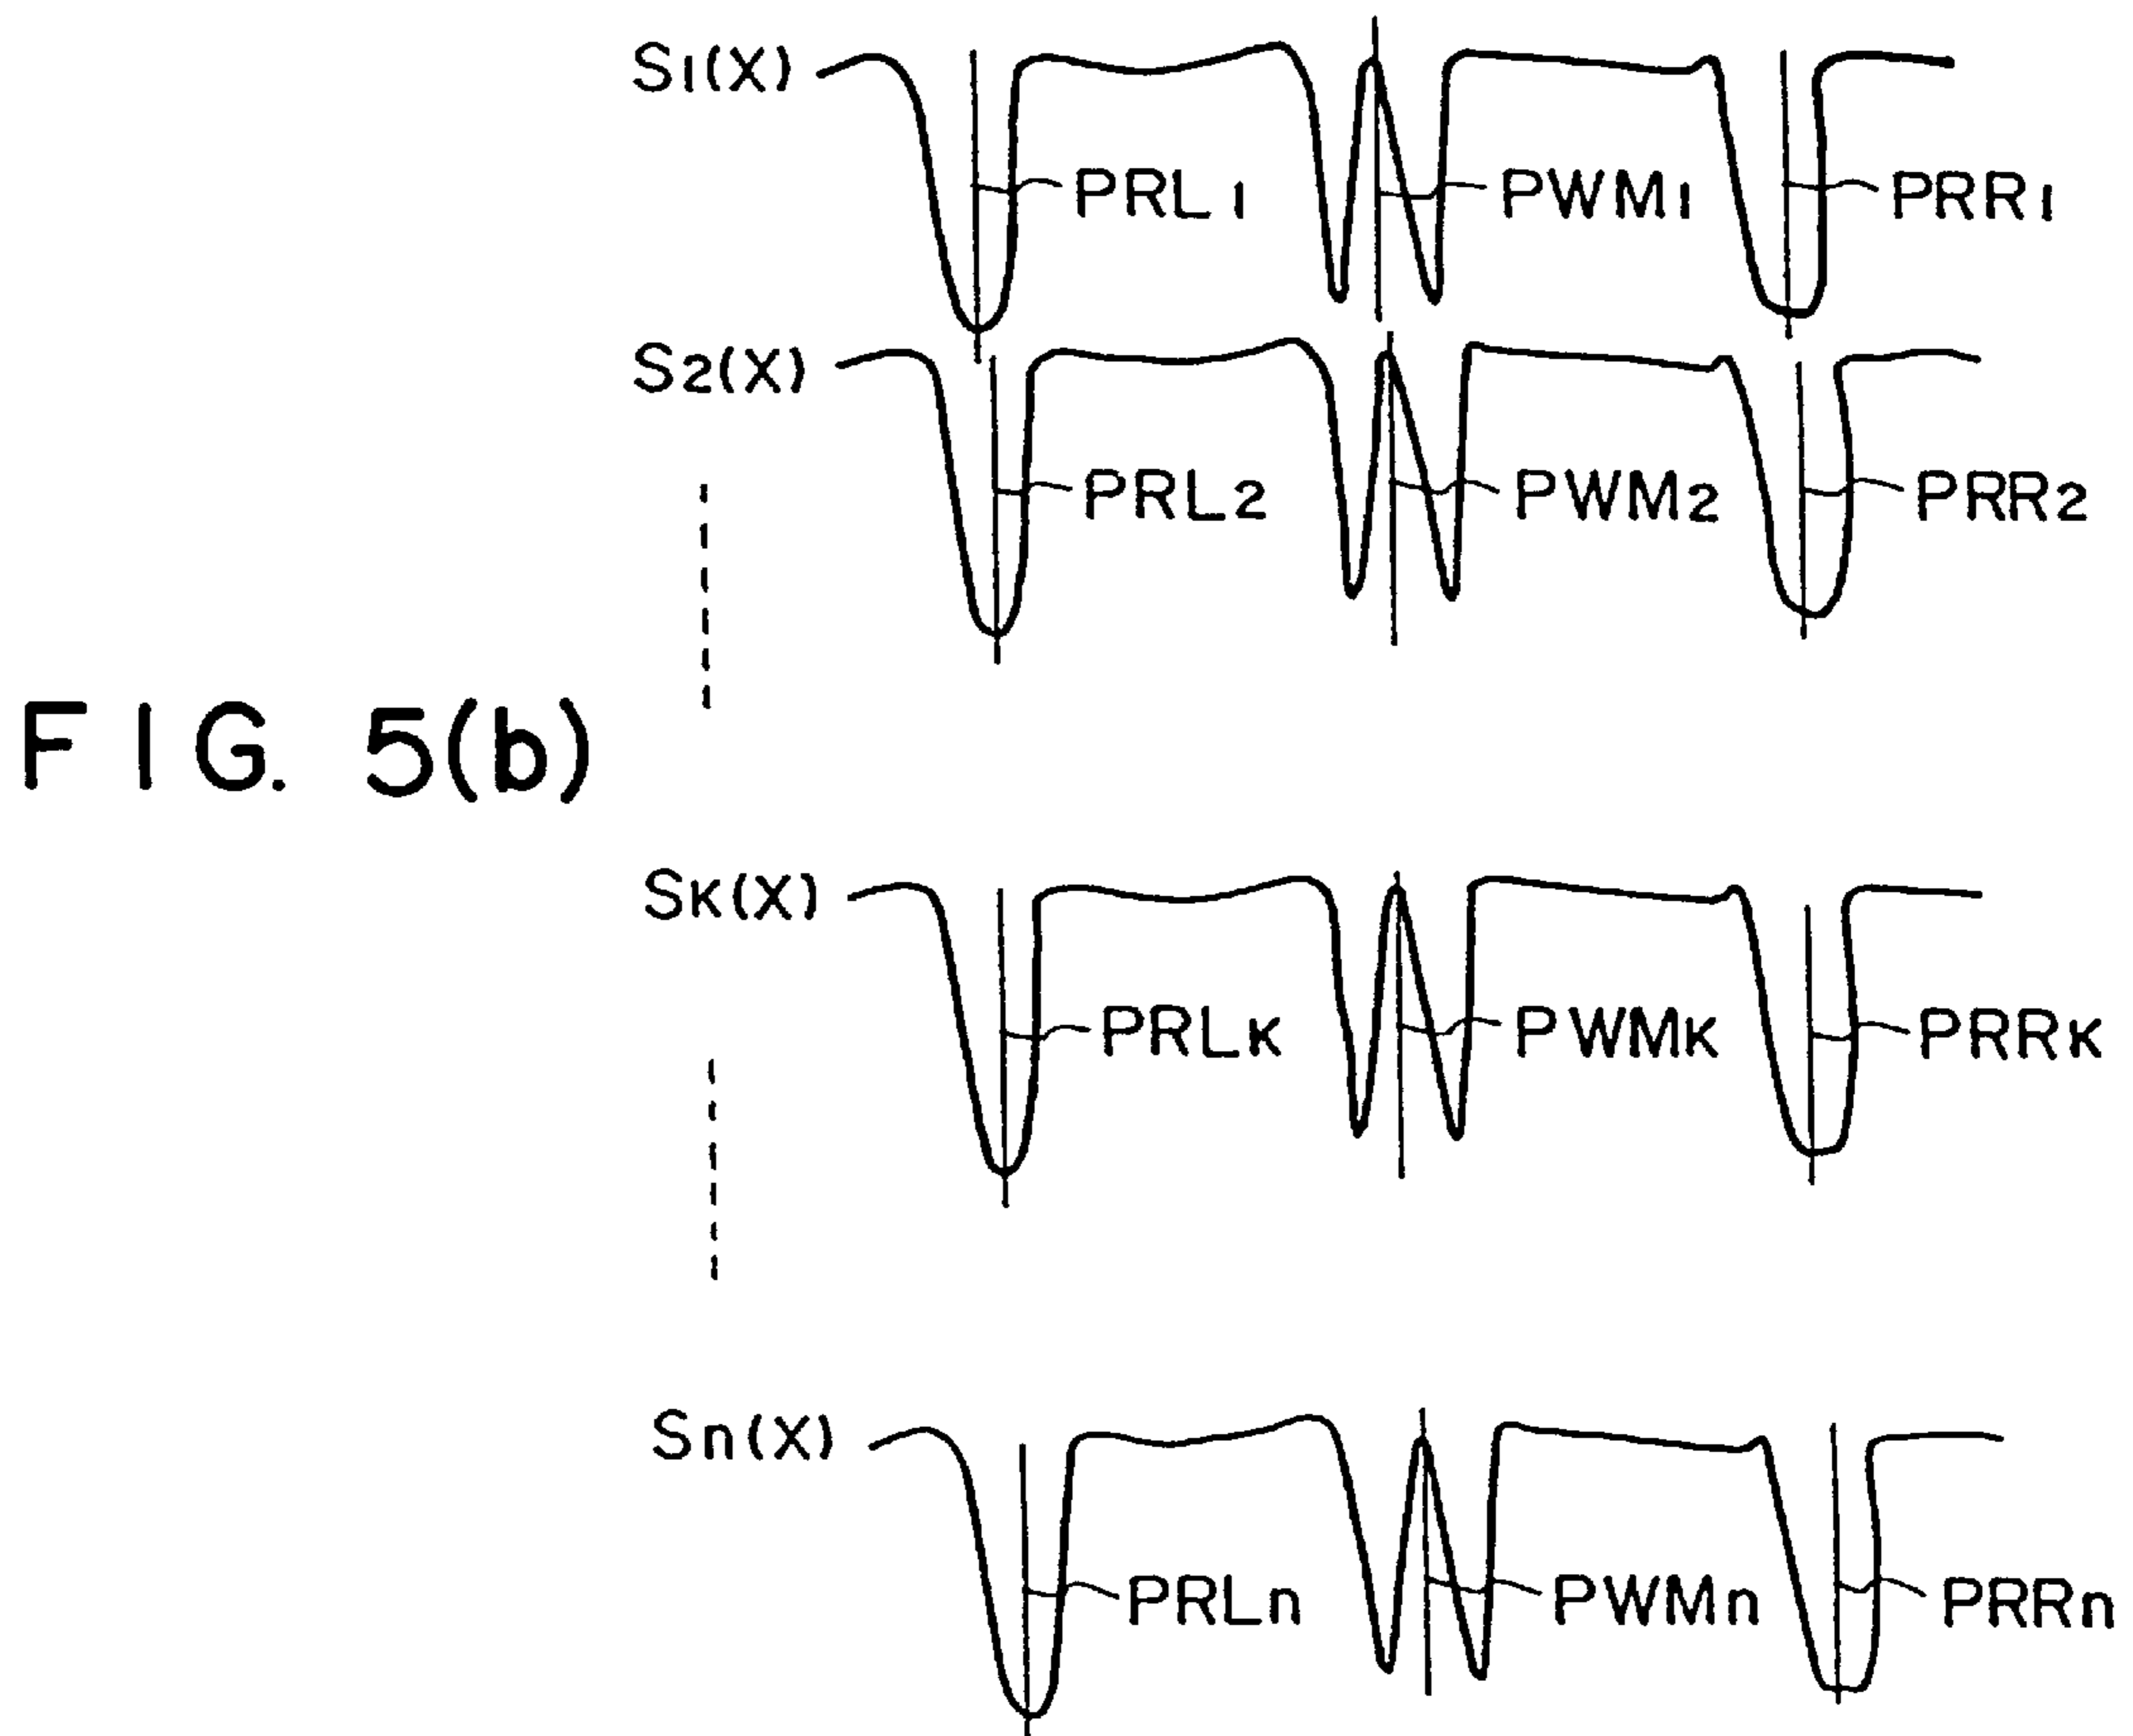 S1(X)
PRL1 PWM1 PRR1
S2(X)
PRL2 PWM2 PRR2
FIG. 5(b)
SK(X)
PRLK PWMK PRRK
Sn(X)
PRLn PWMn PRRn